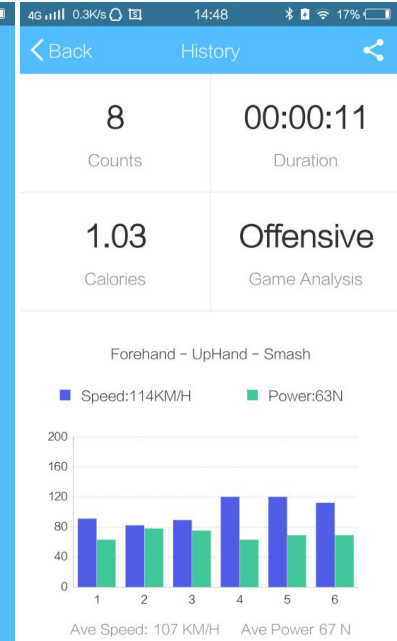 4G 0.3K/s 14:48 17%
Back History
8 00:00:11
Counts Duration
1.03 Offensive
Calories Game Analysis
Forehand - UpHand - Smash
Speed:114KM/H Power:63N
200
160
120
80
40
0
1 2 3 4 5 6
Ave Speed: 107 KM/H Ave Power 67 N